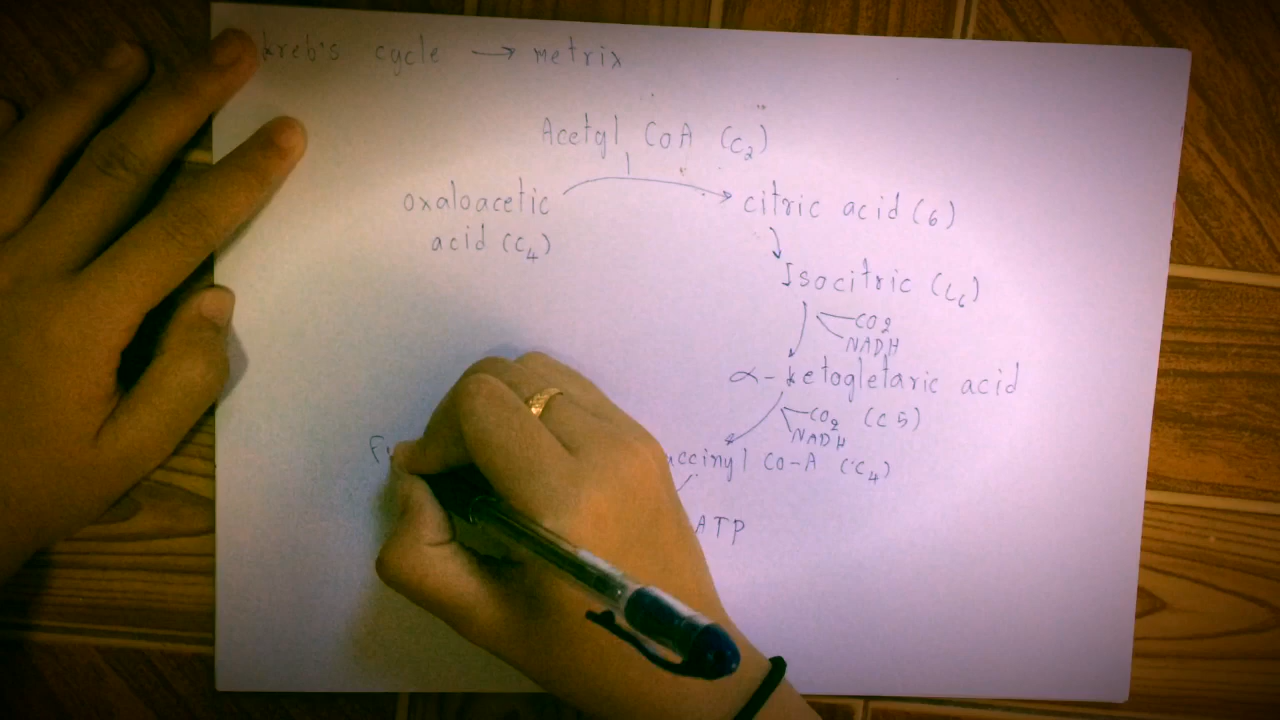 kreb's cycle → metrix
Acetyl CoA (C2)
oxaloacetic
acid (C4)
citric acid (6)
Isocitric (C6)
CO2
NADH
α-ketogletaric acid
CO2 (C5)
NADH
uccinyl Co-A (C4)
ATP